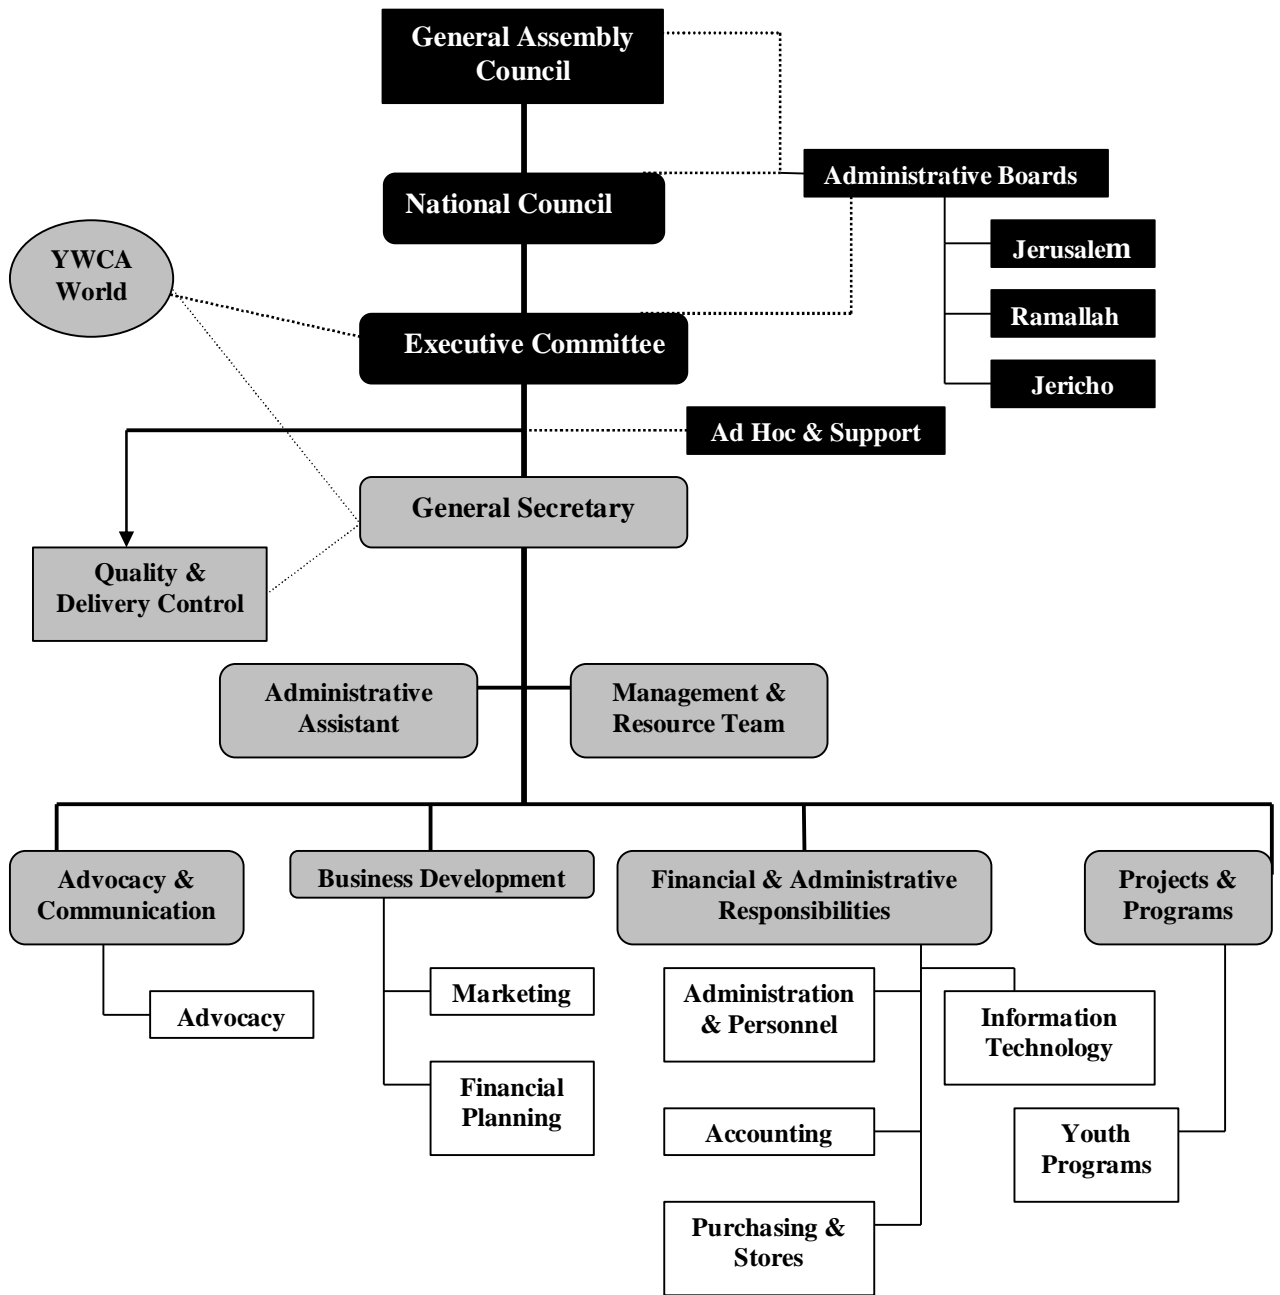 General Assembly
Council
Administrative Boards
National Council
Jerusalem
YWCA
World
Ramallah
Executive Committee
Jericho
Ad Hoc & Support
General Secretary
Quality &
Delivery Control
Administrative
Assistant
Management &
Resource Team
Advocacy &
Communication
Business Development
Financial & Administrative
Responsibilities
Projects &
Programs
Advocacy
Marketing
Financial
Planning
Administration
& Personnel
Information
Technology
Accounting
Youth
Programs
Purchasing &
Stores